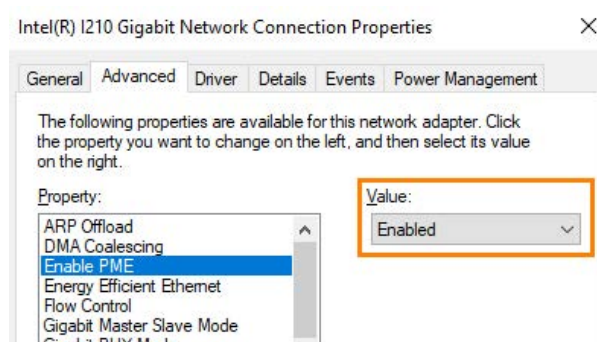 Intel(R) I210 Gigabit Network Connection Properties
General Advanced Driver Details Events Power Management
The following properties are available for this network adapter. Click
the property you want to change on the left, and then select its value
on the right.
Property:
Value:
ARP Offload
Enabled
DMA Coalescing
Enable PME
Energy Efficient Ethernet
Flow Control
Gigabit Master Slave Mode